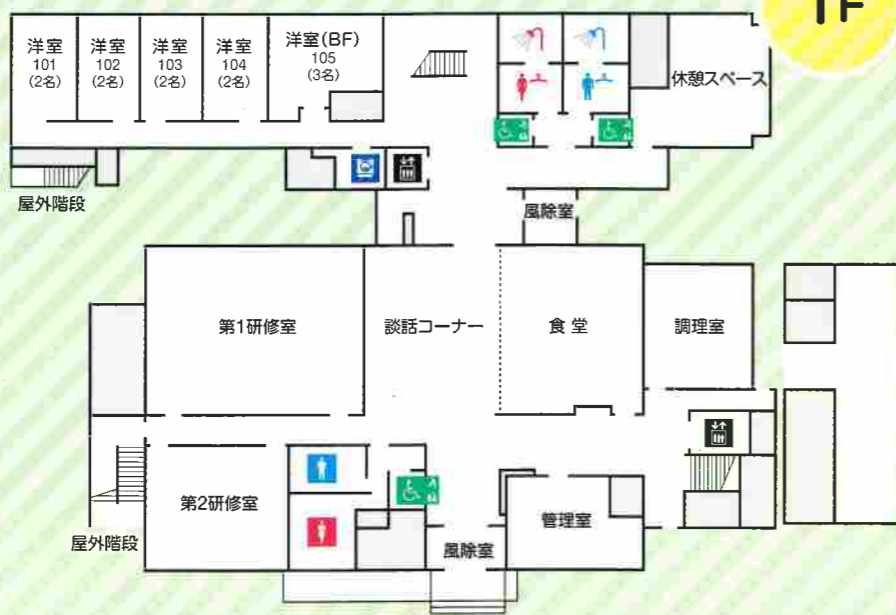 1F
洋室
101
(2名)
洋室
102
(2名)
洋室
103
(2名)
洋室
104
(2名)
洋室(BF)
105
(3名)
休憩スペース
屋外階段
風除室
第1研修室
談話コーナー
食堂
調理室
第2研修室
屋外階段
風除室
管理室